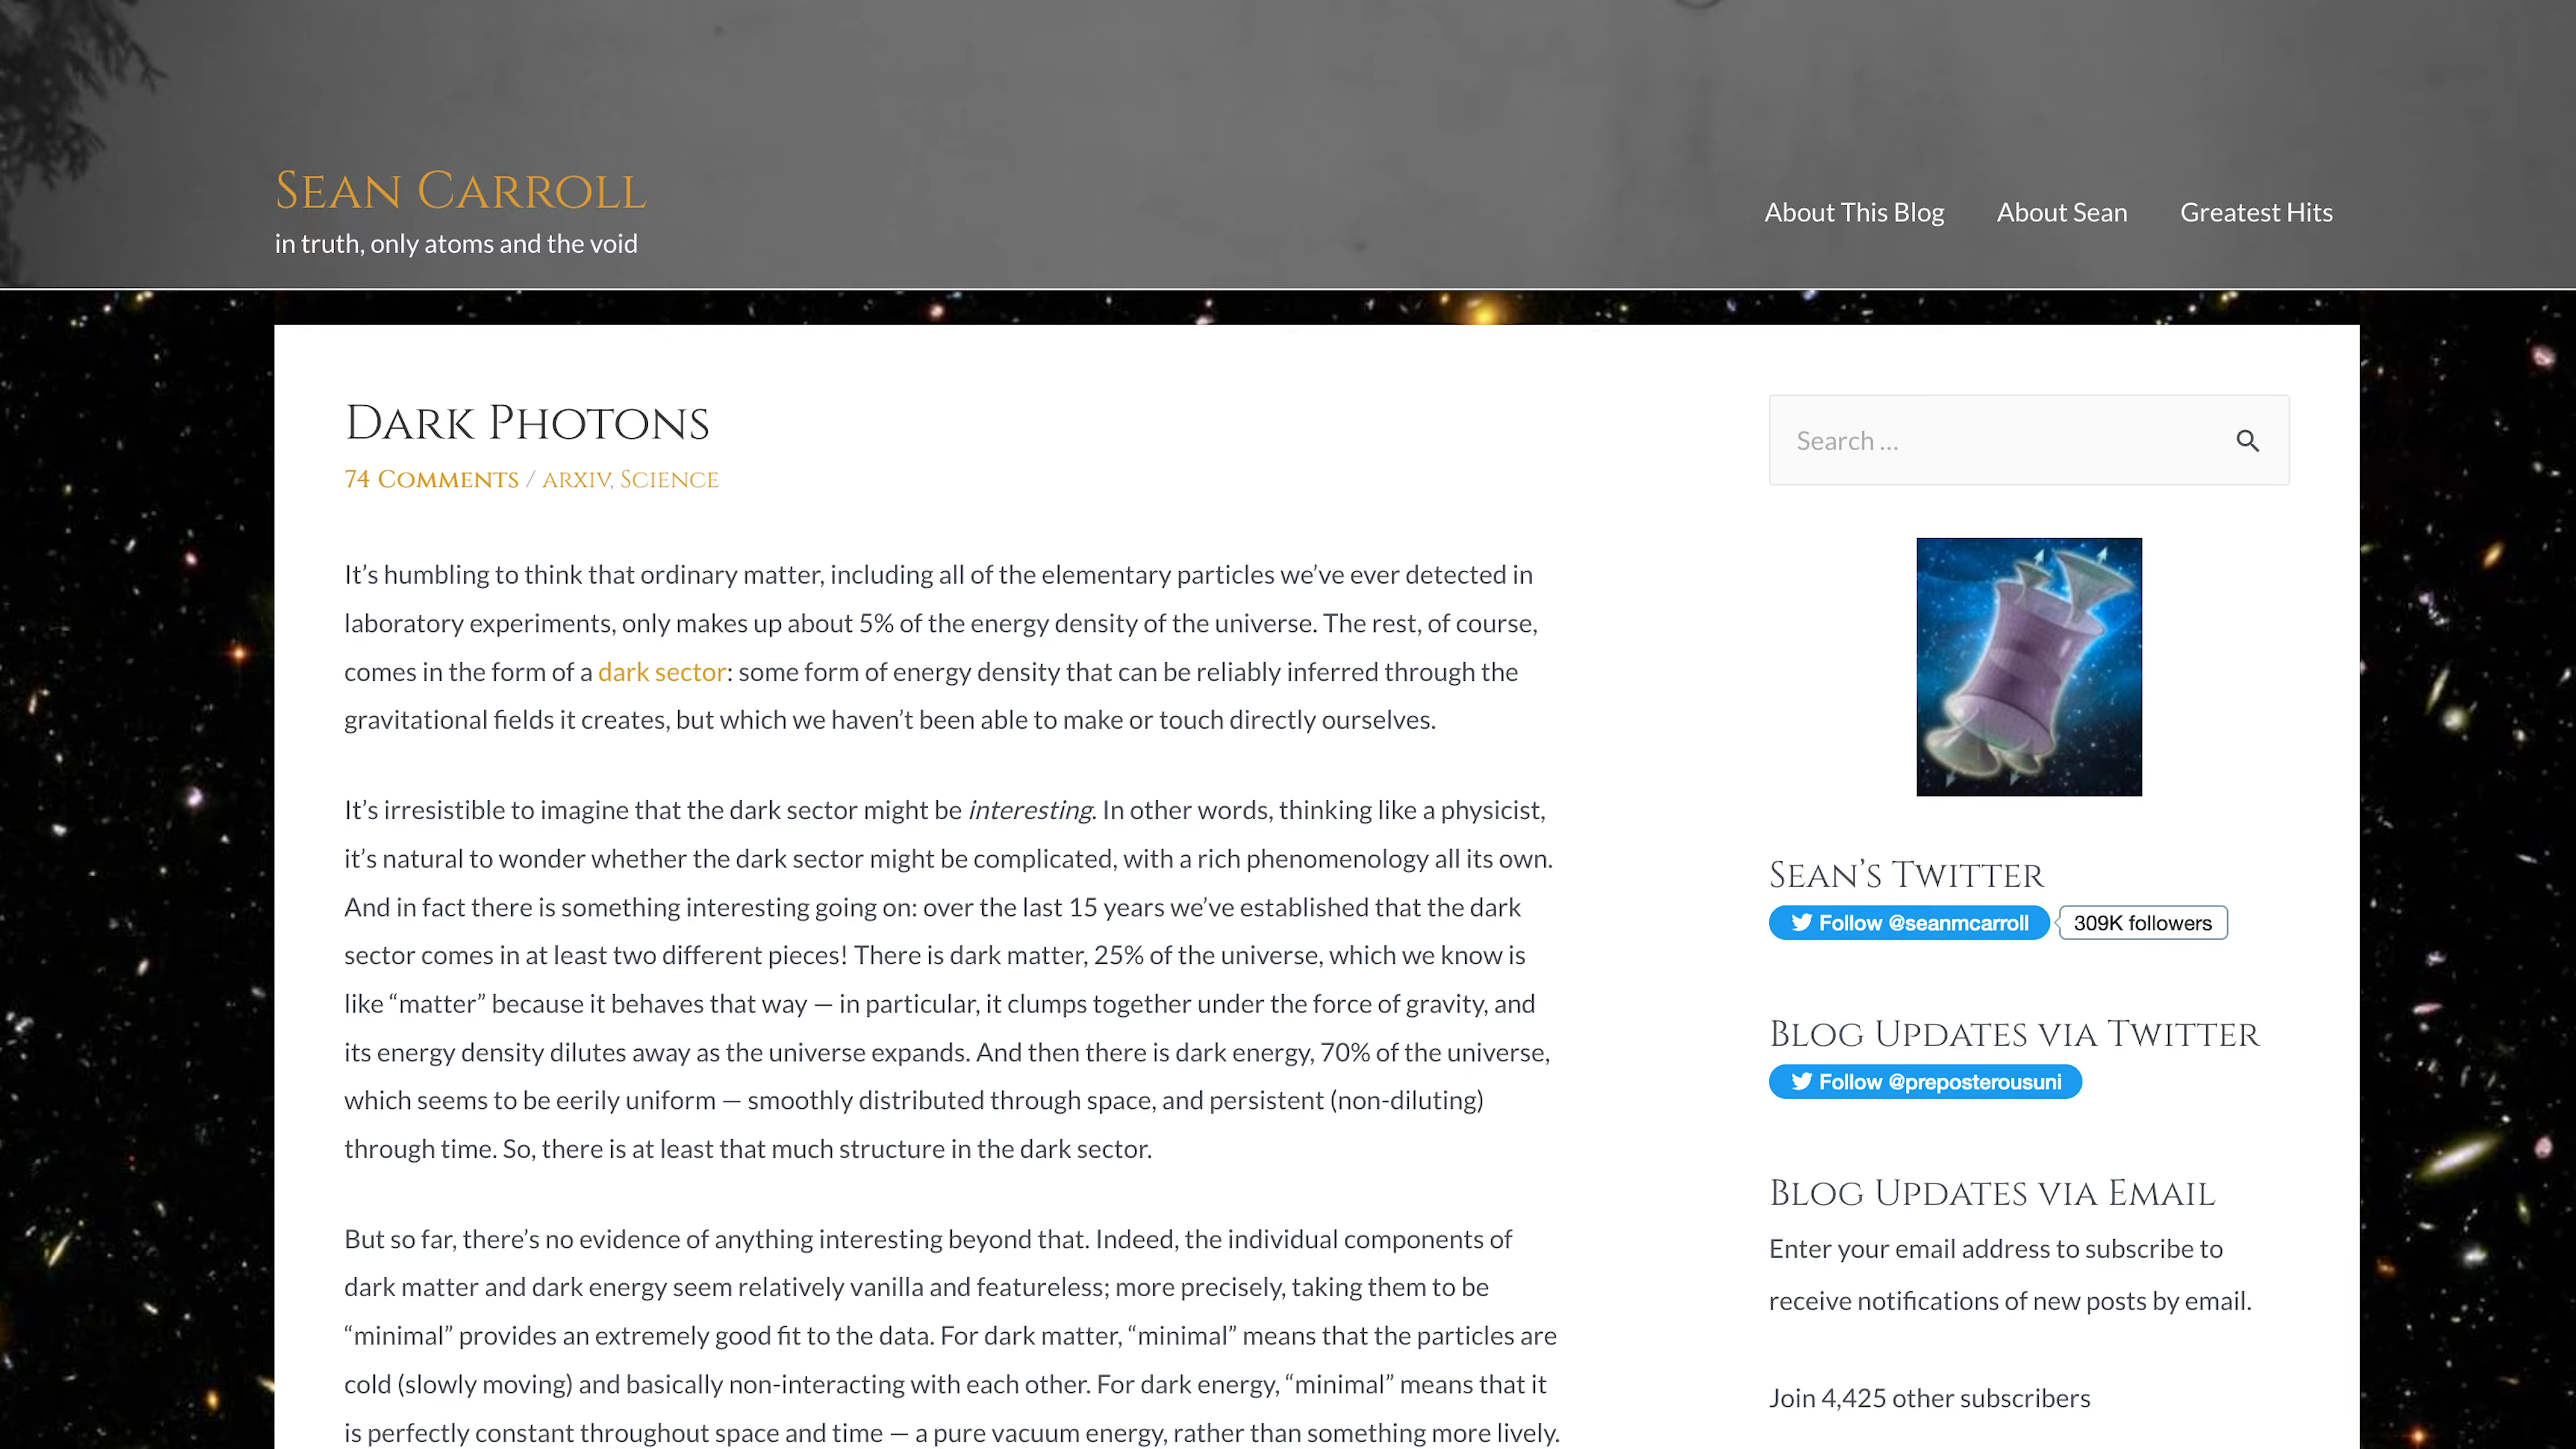 Sean Carroll
in truth, only atoms and the void
About This Blog
About Sean
Greatest Hits
Dark Photons
74 Comments / arxiv, Science
It’s humbling to think that ordinary matter, including all of the elementary particles we’ve ever detected in
laboratory experiments, only makes up about 5% of the energy density of the universe. The rest, of course,
comes in the form of a dark sector: some form of energy density that can be reliably inferred through the
gravitational fields it creates, but which we haven’t been able to make or touch directly ourselves.
It’s irresistible to imagine that the dark sector might be interesting. In other words, thinking like a physicist,
it’s natural to wonder whether the dark sector might be complicated, with a rich phenomenology all its own.
And in fact there is something interesting going on: over the last 15 years we’ve established that the dark
sector comes in at least two different pieces! There is dark matter, 25% of the universe, which we know is
like “matter” because it behaves that way — in particular, it clumps together under the force of gravity, and
its energy density dilutes away as the universe expands. And then there is dark energy, 70% of the universe,
which seems to be eerily uniform — smoothly distributed through space, and persistent (non-diluting)
through time. So, there is at least that much structure in the dark sector.
But so far, there’s no evidence of anything interesting beyond that. Indeed, the individual components of
dark matter and dark energy seem relatively vanilla and featureless; more precisely, taking them to be
“minimal” provides an extremely good fit to the data. For dark matter, “minimal” means that the particles are
cold (slowly moving) and basically non-interacting with each other. For dark energy, “minimal” means that it
is perfectly constant throughout space and time — a pure vacuum energy, rather than something more lively.
Search …
Sean’s Twitter
Follow @seanmcarroll
309K followers
Blog Updates via Twitter
Follow @preposterousuni
Blog Updates via Email
Enter your email address to subscribe to
receive notifications of new posts by email.
Join 4,425 other subscribers